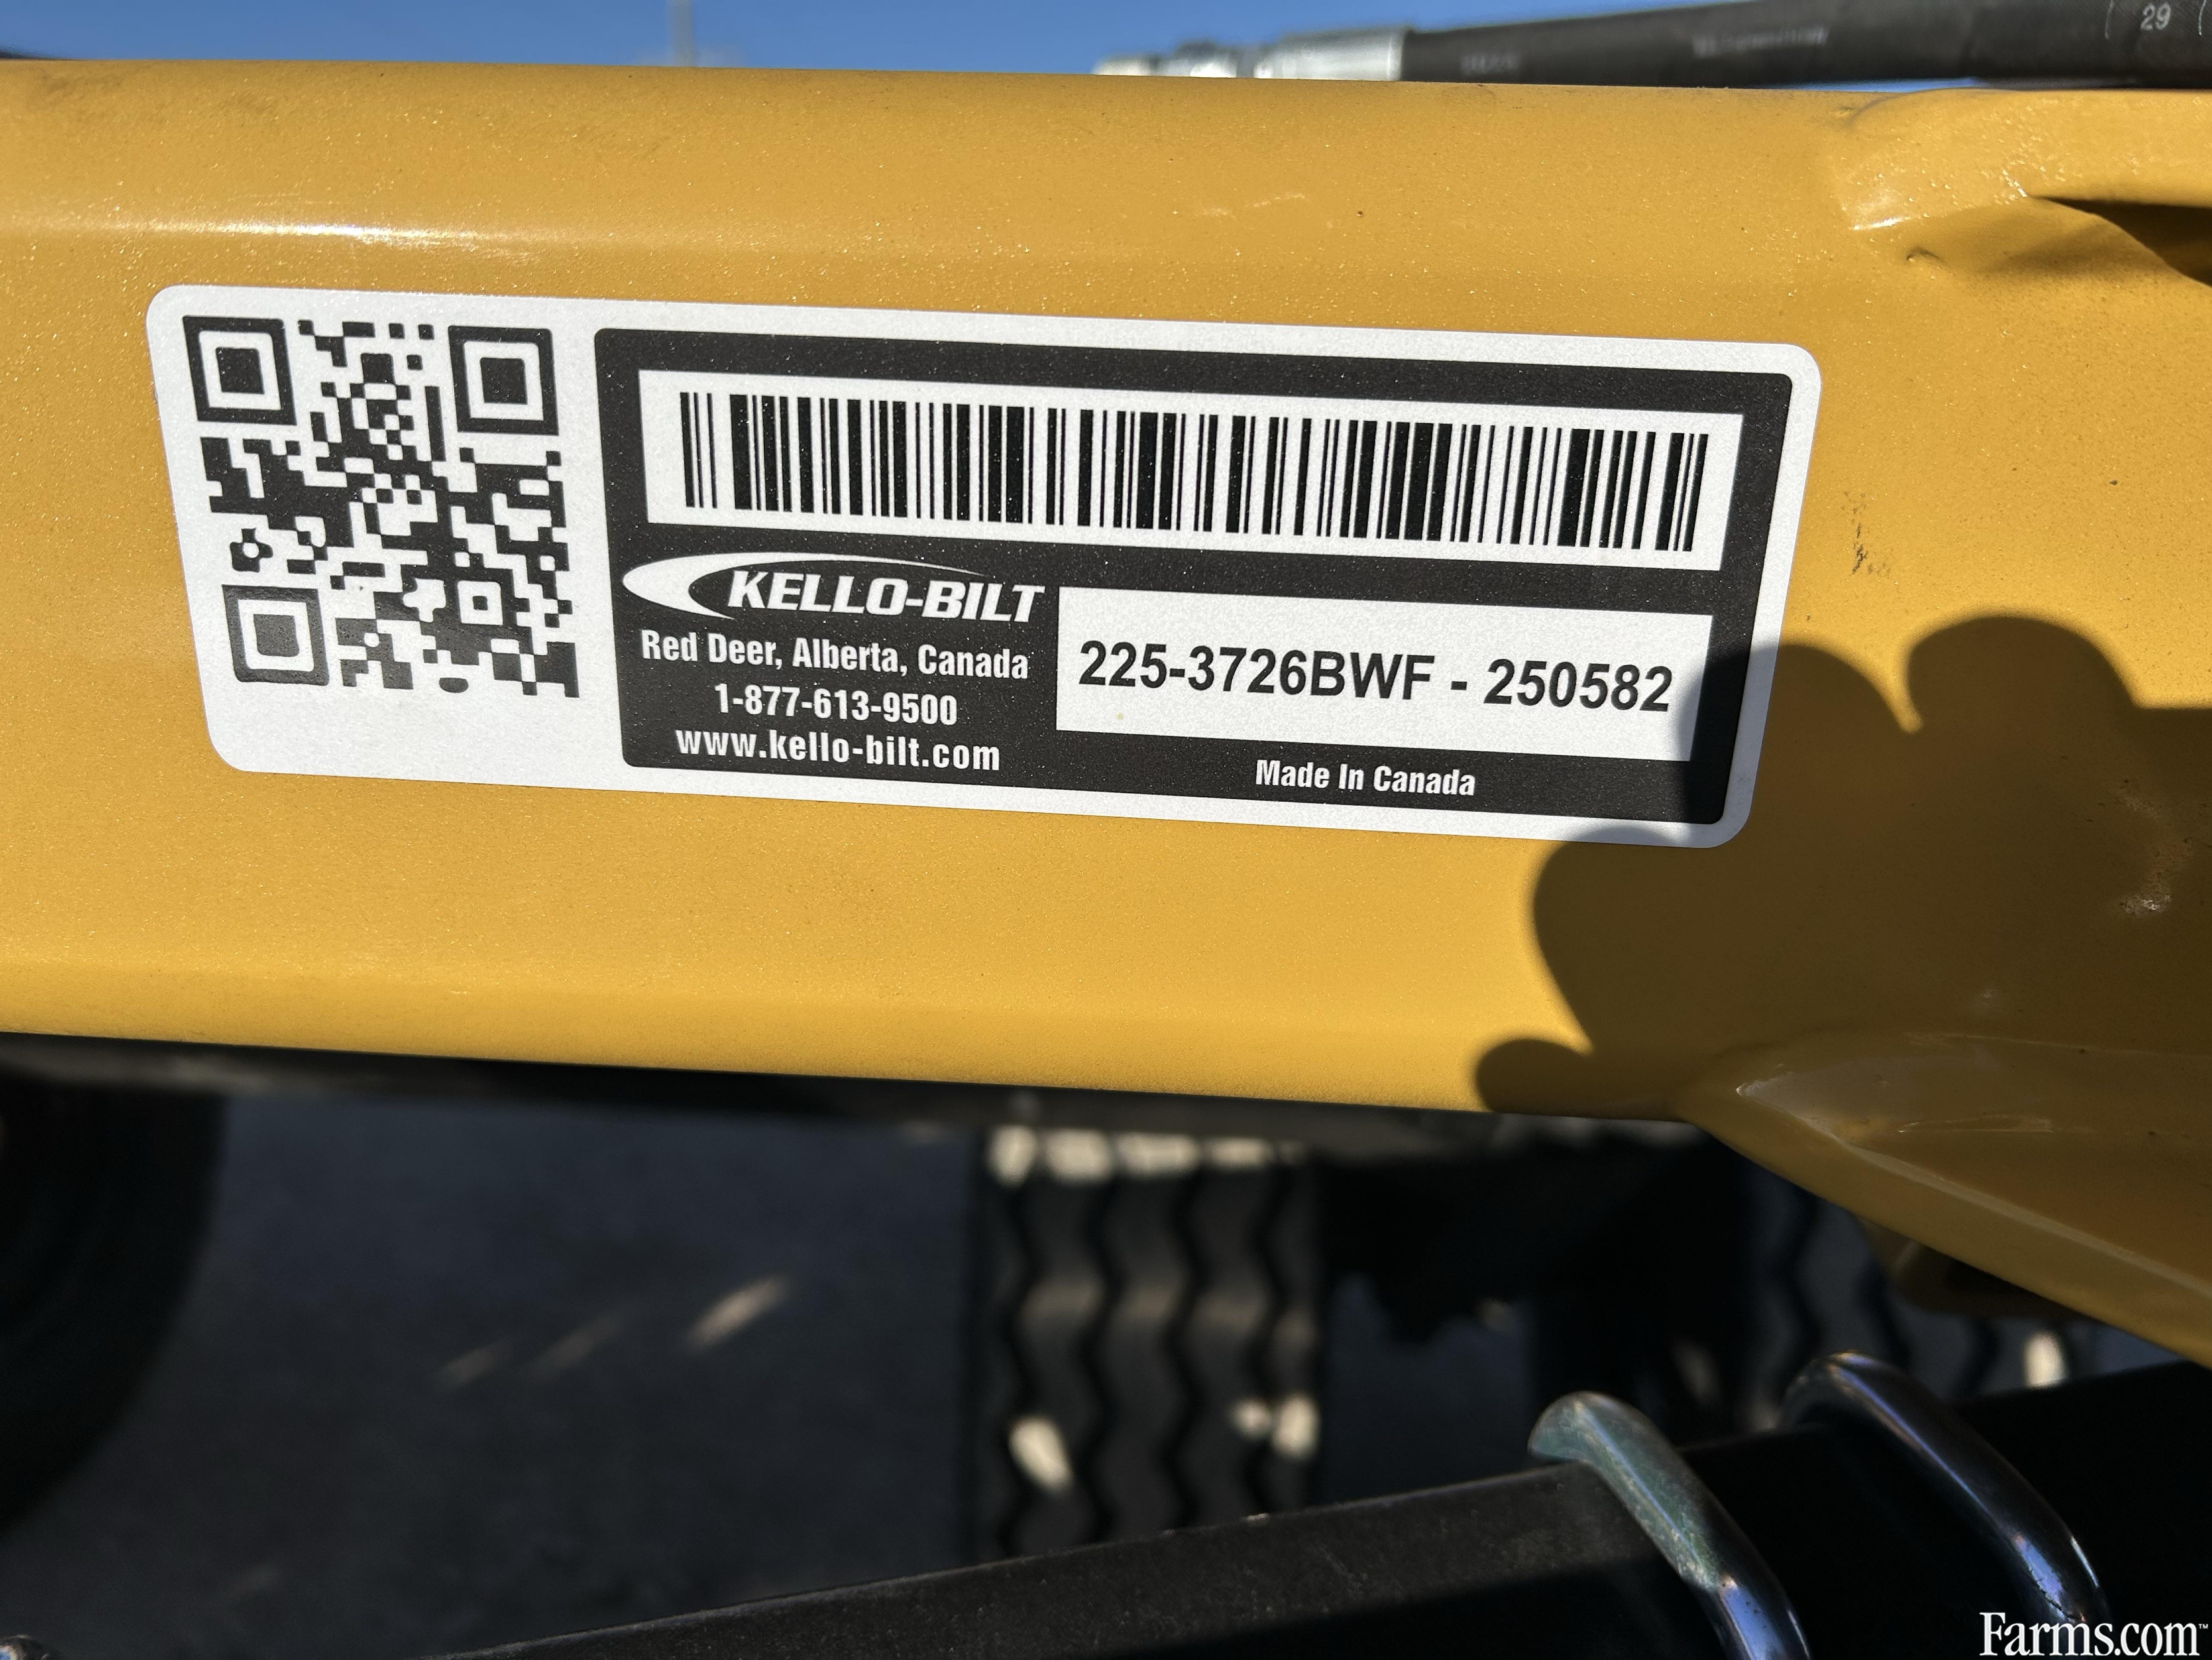 29
KELLO-BILT
Red Deer, Alberta, Canada
1-877-613-9500
www.kello-bilt.com
225-3726BWF - 250582
Made In Canada
Farms.com™